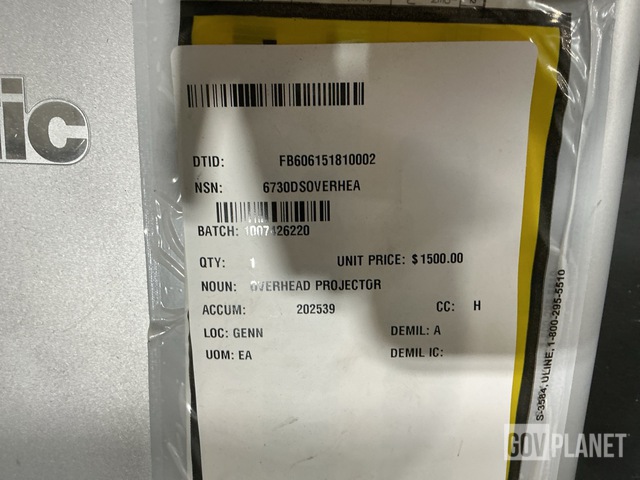 ic
DTID: FB606151810002
NSN: 6730DSOVERHEA
BATCH: 1007426220
QTY: 1 UNIT PRICE: $1500.00
NOUN: OVERHEAD PROJECTOR
ACCUM: 202539 CC: H
LOC: GENN DEMIL: A
UOM: EA DEMIL IC:
S-3584, ULINE, 1-800-295-5510
GOVPLANET